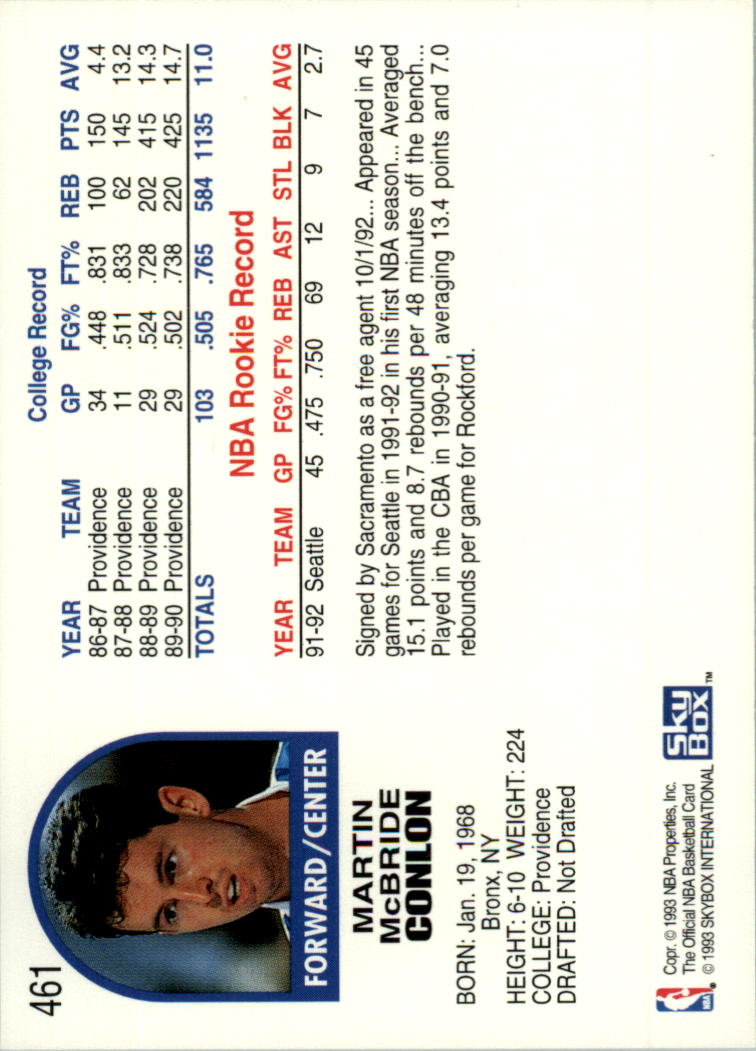 461
FORWARD/CENTER
MARTIN
McBRIDE
CONLON
BORN: Jan. 19, 1968
Bronx, NY
HEIGHT: 6-10 WEIGHT: 224
COLLEGE: Providence
DRAFTED: Not Drafted
College Record
YEAR TEAM GP FG% FT% REB PTS AVG
86-87 Providence 34 .448 .831 100 150 4.4
87-88 Providence 11 .511 .833 62 145 13.2
88-89 Providence 29 .524 .728 202 415 14.3
89-90 Providence 29 .502 .738 220 425 14.7
TOTALS 103 .505 .765 584 1135 11.0
NBA Rookie Record
YEAR TEAM GP FG% FT% REB AST STL BLK AVG
91-92 Seattle 45 .475 .750 69 12 9 7 2.7
Signed by Sacramento as a free agent 10/1/92... Appeared in 45
games for Seattle in 1991-92 in his first NBA season... Averaged
15.1 points and 8.7 rebounds per 48 minutes off the bench...
Played in the CBA in 1990-91, averaging 13.4 points and 7.0
rebounds per game for Rockford.
NBA
®
Copr. © 1993 NBA Properties, Inc.
The Official NBA Basketball Card
© 1993 SKYBOX INTERNATIONAL
Sky
Box
™